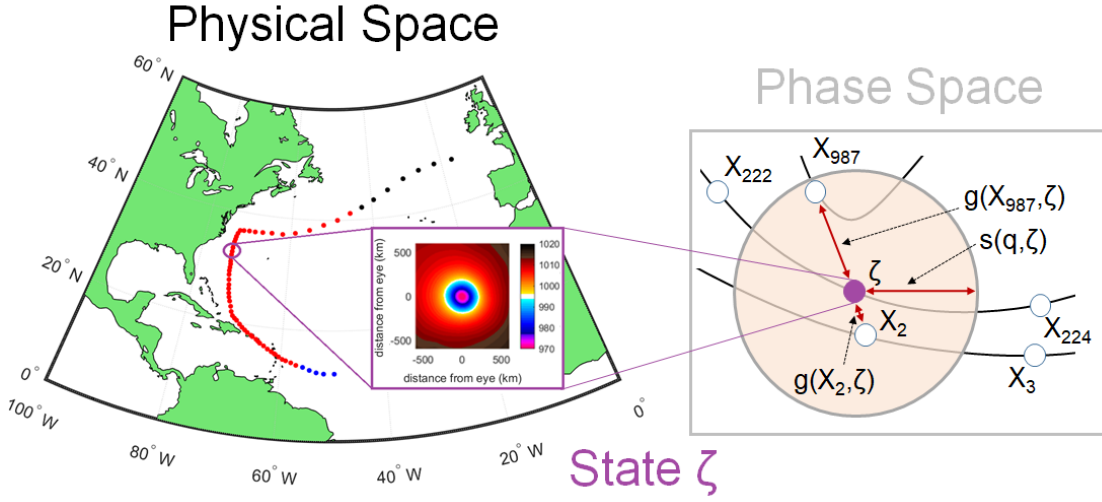 Physical Space
60° N
40° N
20° N
0°
100° W
80° W
60° W
40° W
20° W
0°
distance from eye (km)
500
0
-500
-500
0
500
distance from eye (km)
1020
1010
1000
990
980
970
State ζ
Phase Space
X222
X987
g(X987,ζ)
s(q,ζ)
ζ
X2
X224
X3
g(X2,ζ)